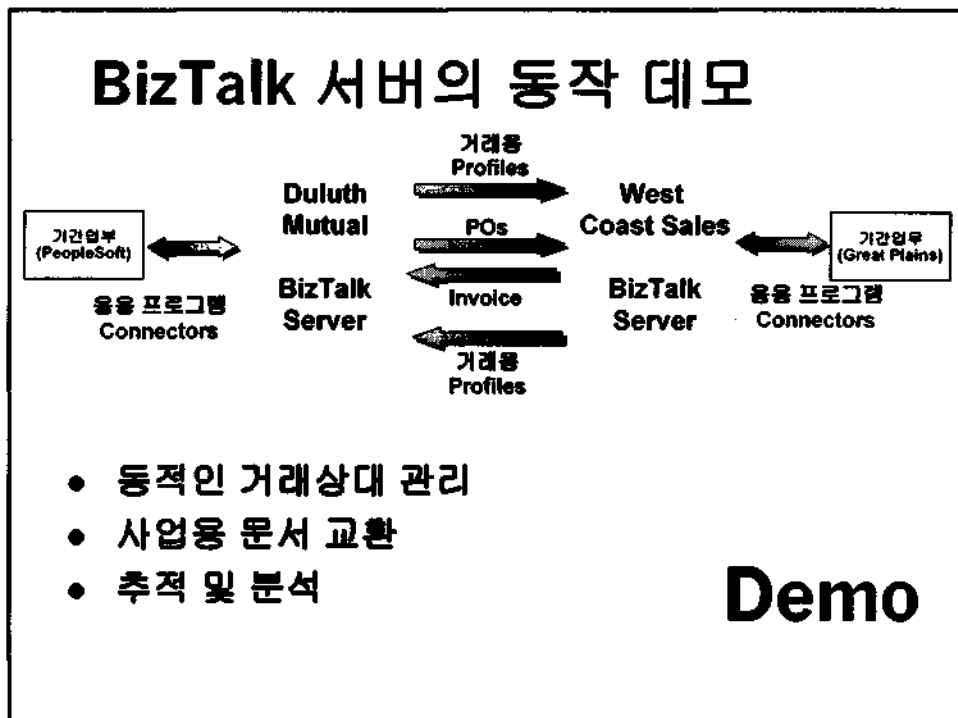 BizTalk 서버의 동작 데모
거래용
Profiles
Duluth
Mutual
West
Coast Sales
POs
기간업부
(PeopleSoft)
기간업무
(Great Plains)
Invoice
BizTalk
Server
BizTalk
Server
응용 프로그램
Connectors
응용 프로그램
Connectors
거래용
Profiles
● 동적인 거래상대 관리
● 사업용 문서 교환
● 추적 및 분석
Demo